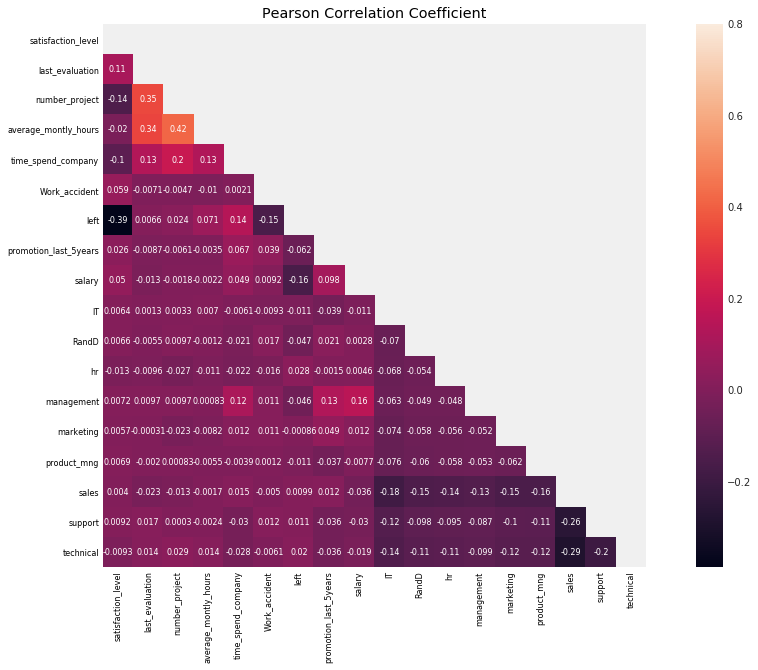 Pearson Correlation Coefficient
satisfaction_level
last_evaluation 0.11
number_project -0.14 0.35
average_montly_hours -0.02 0.34 0.42
time_spend_company -0.1 0.13 0.2 0.13
Work_accident 0.059 -0.0071 -0.0047 -0.01 0.0021
left -0.39 0.0066 0.024 0.071 0.14 -0.15
promotion_last_5years 0.026 -0.0087 -0.0061 -0.0035 0.067 0.039 -0.062
salary 0.05 -0.013 -0.0018 -0.0022 0.049 0.0092 -0.16 0.098
IT 0.0064 0.0013 0.0033 0.007 -0.0061 -0.0093 -0.011 -0.039 -0.011
RandD 0.0066 -0.0055 0.0097 -0.0012 -0.021 0.017 -0.047 0.021 0.0028 -0.07
hr -0.013 -0.0096 -0.027 -0.011 -0.022 -0.016 0.028 -0.0015 0.0046 -0.068 -0.054
management 0.0072 0.0097 0.0097 0.00083 0.12 0.011 -0.046 0.13 0.16 -0.063 -0.049 -0.048
marketing 0.0057 -0.00031 -0.023 -0.0082 0.012 0.011 -0.00086 0.049 0.012 -0.074 -0.058 -0.056 -0.052
product_mng 0.0069 -0.002 0.00083 -0.0055 -0.0039 0.0012 -0.011 -0.037 -0.0077 -0.076 -0.06 -0.058 -0.053 -0.062
sales 0.004 -0.023 -0.013 -0.0017 0.015 -0.005 0.0099 0.012 -0.036 -0.18 -0.15 -0.14 -0.13 -0.15 -0.16
support 0.0092 0.017 0.0003 -0.0024 -0.03 0.012 0.011 -0.036 -0.03 -0.12 -0.098 -0.095 -0.087 -0.1 -0.11 -0.26
technical -0.0093 0.014 0.029 0.014 -0.028 -0.0061 0.02 -0.036 -0.019 -0.14 -0.11 -0.11 -0.099 -0.12 -0.12 -0.29 -0.2
satisfaction_level
last_evaluation
number_project
average_montly_hours
time_spend_company
Work_accident
left
promotion_last_5years
salary
IT
RandD
hr
management
marketing
product_mng
sales
support
technical
0.8
0.6
0.4
0.2
0.0
−0.2